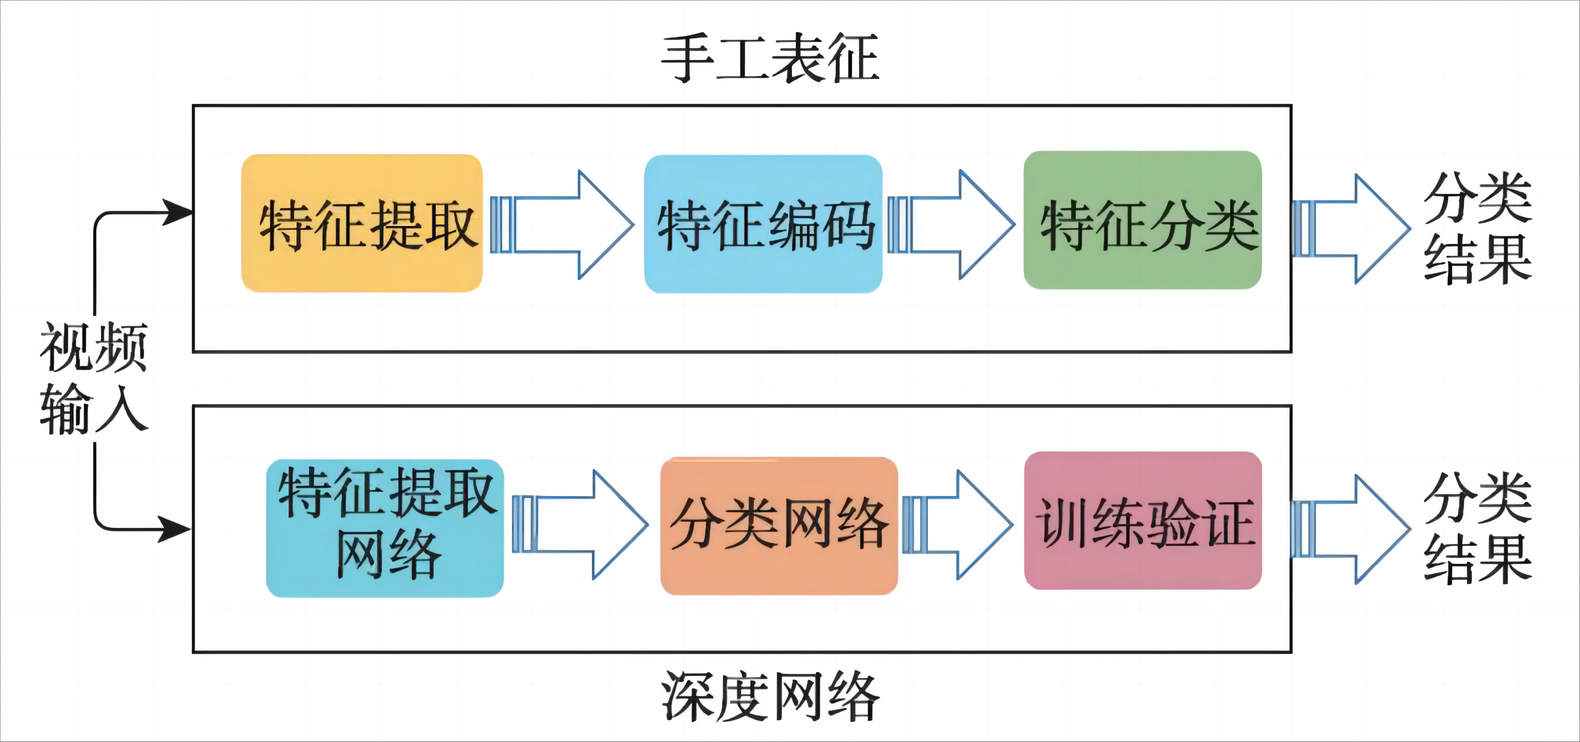 手工表征
特征提取
特征编码
特征分类
分类
结果
视频
输入
特征提取
网络
分类网络
训练验证
分类
结果
深度网络